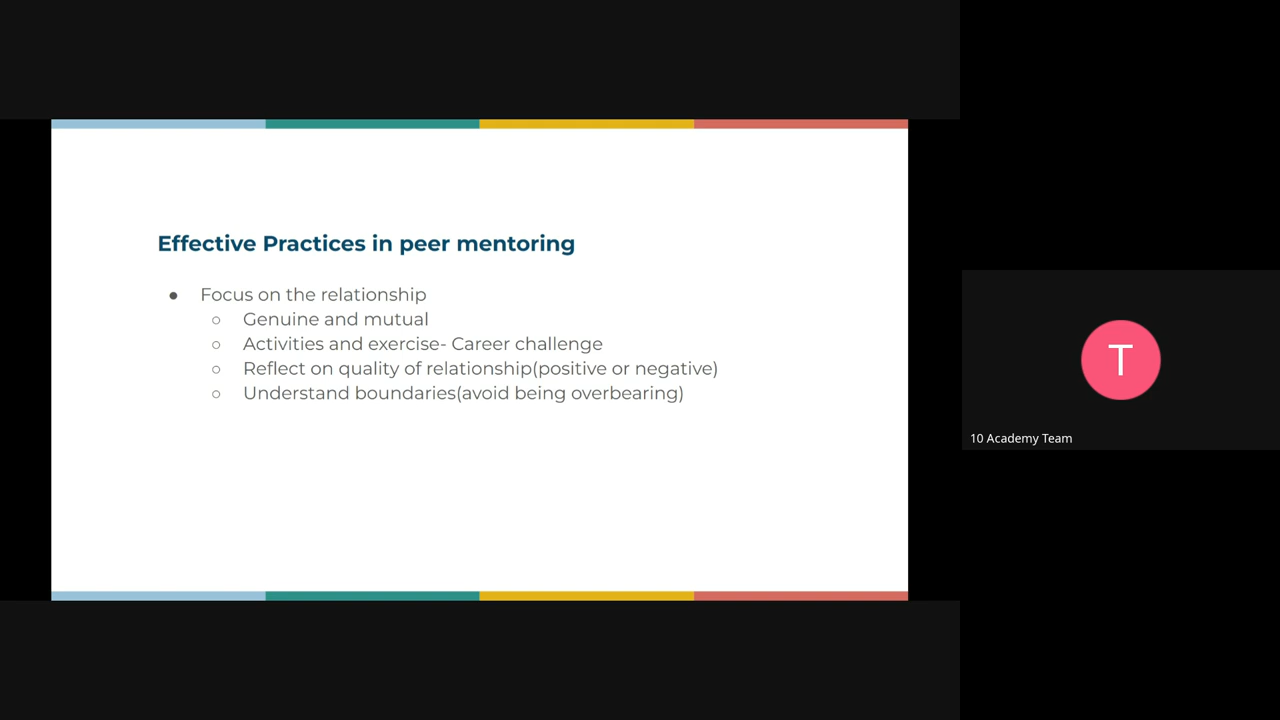 Effective Practices in peer mentoring
● Focus on the relationship
○ Genuine and mutual
○ Activities and exercise- Career challenge
○ Reflect on quality of relationship(positive or negative)
○ Understand boundaries(avoid being overbearing)
T
10 Academy Team